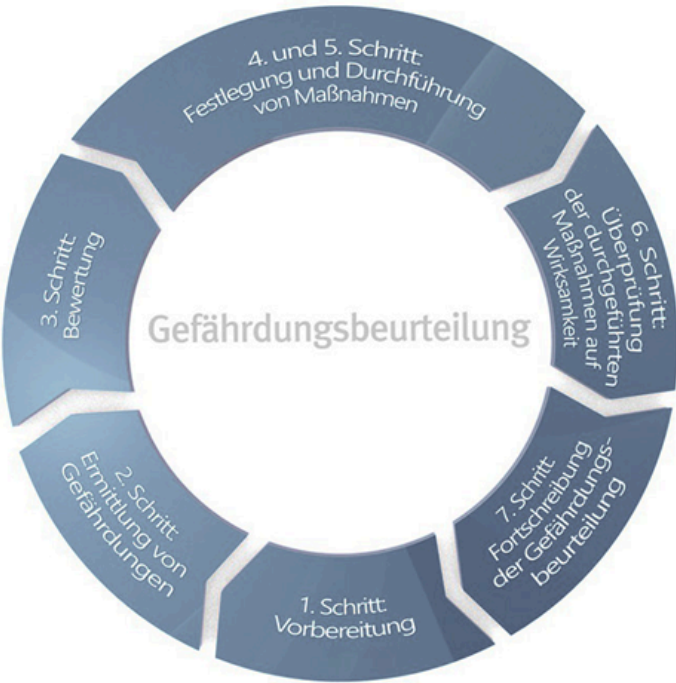 4. und 5. Schritt:
Festlegung und Durchführung
von Maßnahmen
6. Schritt:
Überprüfung
der durchgeführten
Maßnahmen auf
Wirksamkeit
3. Schritt:
Bewertung
Gefährdungsbeurteilung
2. Schritt:
Ermittlung von
Gefährdungen
7. Schritt:
Fortschreibung
der Gefährdungs-
beurteilung
1. Schritt:
Vorbereitung